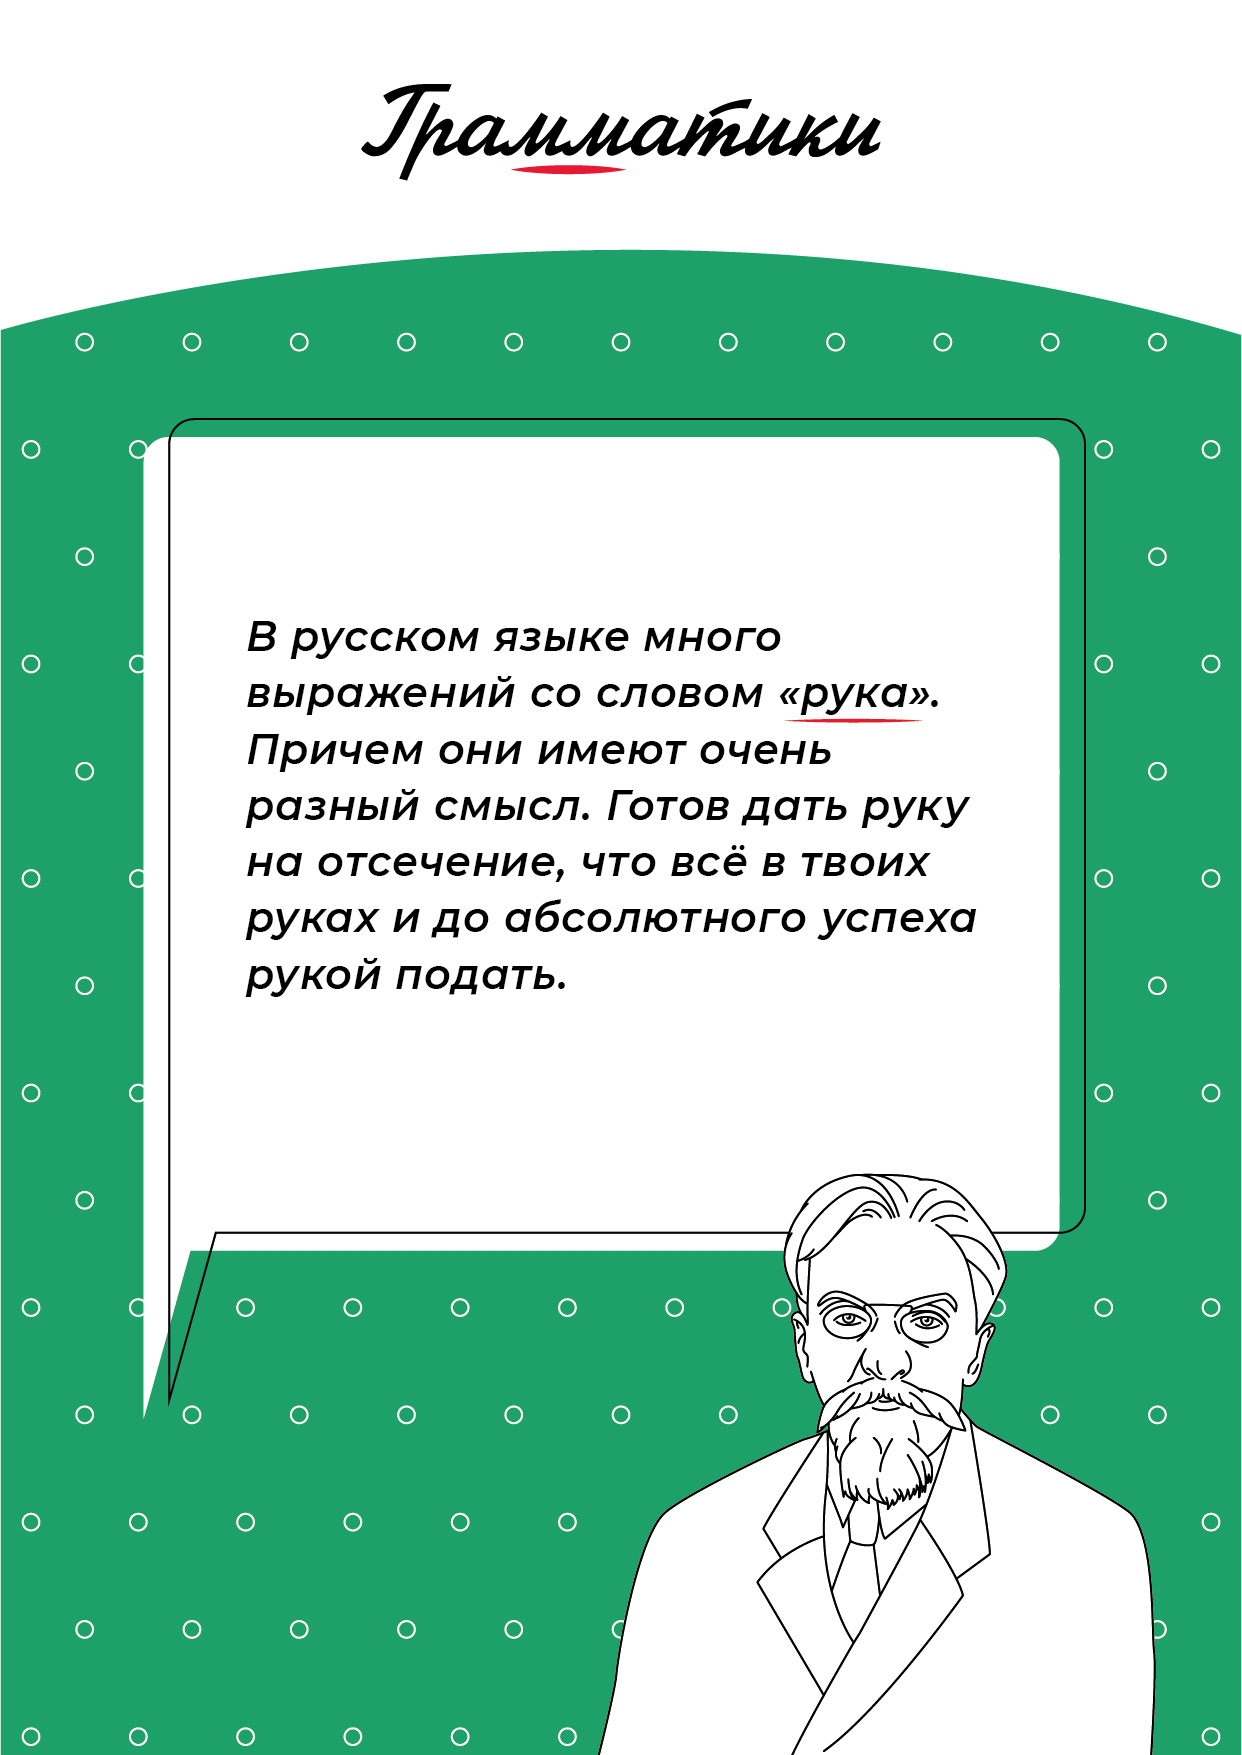 Грамматики
В русском языке много
выражений со словом «рука».
Причем они имеют очень
разный смысл. Готов дать руку
на отсечение, что всё в твоих
руках и до абсолютного успеха
рукой подать.